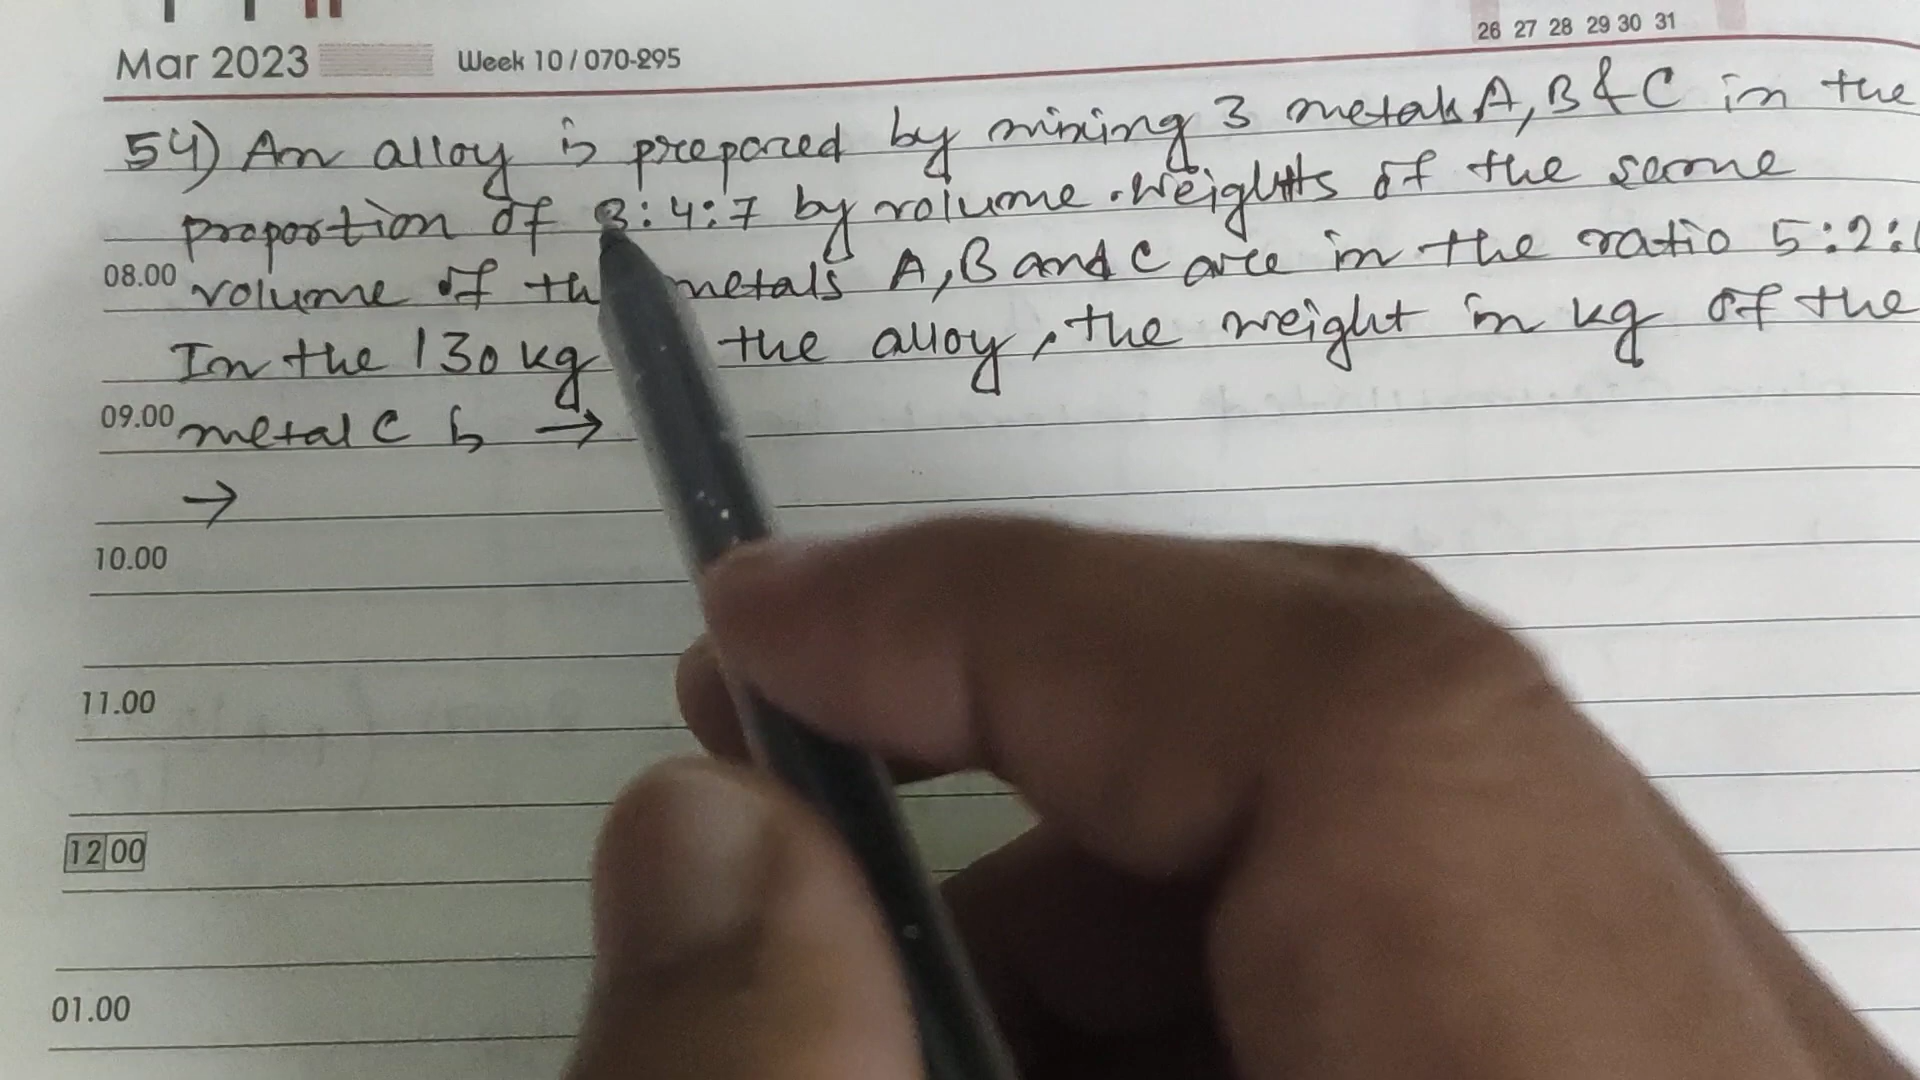 26 27 28 29 30 31
Mar 2023 Week 10 / 070-295
54) An alloy is prepared by mixing 3 metals A, B & C in the
proportion of 3:4:7 by volume. Weights of the same
08.00 volume of metals A, B and C are in the ratio 5:2:
In the 130 kg the alloy, the weight in kg of the
09.00 metal C is →
→
10.00
11.00
12 00
01.00